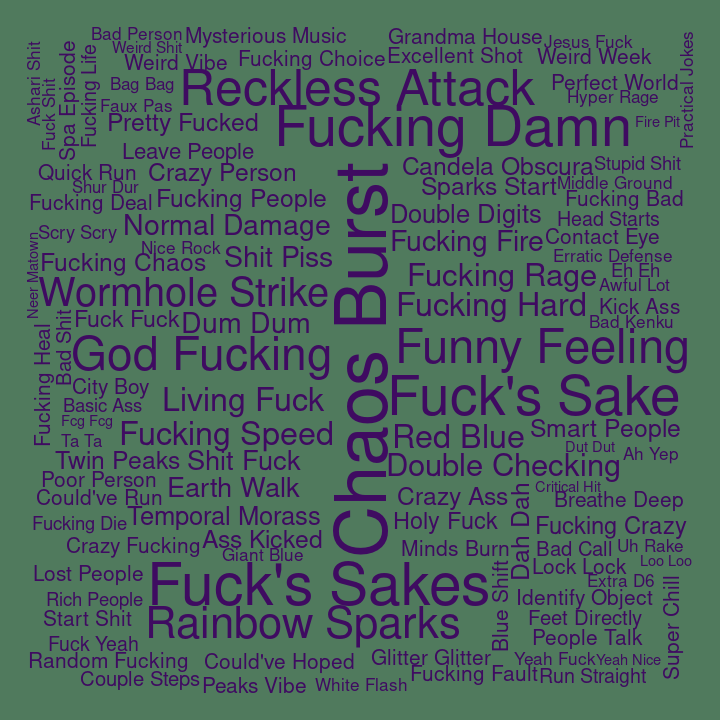 Bad Person
Mysterious Music
Grandma House
Jesus Fuck
Weird Shit
Weird Vibe
Fucking Choice
Excellent Shot
Weird Week
Practical Jokes
Ashari Shit
Fuck Shit
Spa Episode
Fucking Life
Bag Bag
Reckless Attack
Perfect World
Hyper Rage
Faux Pas
Pretty Fucked
Fucking Damn
Fire Pit
Leave People
Quick Run
Crazy Person
Candela Obscura
Stupid Shit
Shur Dur
Sparks Start
Middle Ground
Fucking Deal
Fucking People
Fucking Bad
Normal Damage
Double Digits
Head Starts
Scry Scry
Nice Rock
Shit Piss
Fucking Fire
Contact Eye
Neer Matown
Fucking Chaos
Chaos Burst
Erratic Defense
Wormhole Strike
Fucking Rage
Eh Eh
Awful Lot
Fucking Hard
Kick Ass
Fuck Fuck
Dum Dum
Bad Kenku
Fucking Heal
Bad Shit
God Fucking
Funny Feeling
City Boy
Living Fuck
Fuck's Sake
Basic Ass
Fcg Fcg
Ta Ta
Fucking Speed
Red Blue
Smart People
Twin Peaks
Shit Fuck
Double Checking
Dut Dut
Ah Yep
Poor Person
Earth Walk
Critical Hit
Could've Run
Crazy Ass
Dah Dah
Breathe Deep
Fucking Die
Temporal Morass
Holy Fuck
Fucking Crazy
Crazy Fucking
Ass Kicked
Minds Burn
Bad Call
Uh Rake
Giant Blue
Lock Lock
Loo Loo
Lost People
Fuck's Sakes
Blue Shift
Extra D6
Super Chill
Rich People
Identify Object
Start Shit
Rainbow Sparks
Feet Directly
Fuck Yeah
People Talk
Random Fucking
Could've Hoped
Glitter Glitter
Yeah Fuck
Yeah Nice
Couple Steps
Peaks Vibe
White Flash
Fucking Fault
Run Straight